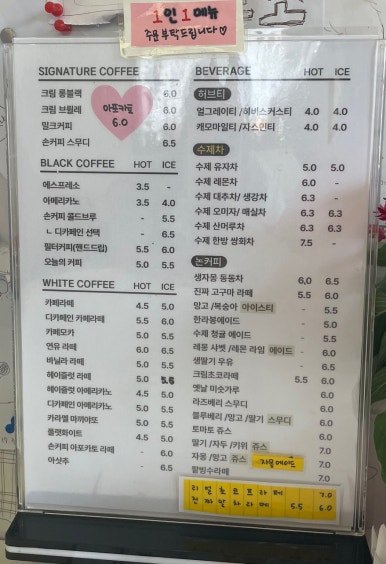 1인 1메뉴
주문 부탁드립니다♡
SIGNATURE COFFEE
크림 롱블랙 6.0
크림 브륄레 6.0
밀크커피 6.0
손커피 스무디 6.5
아포카토
6.0
BLACK COFFEE HOT ICE
에스프레소 3.5 -
아메리카노 3.5 4.0
손커피 콜드브루 - 5.5
ㄴ 디카페인 선택 - 6.5
필터커피(핸드드립) 5.5 6.0
오늘의 커피 5.0 5.5
WHITE COFFEE HOT ICE
카페라떼 4.5 5.0
디카페인 카페라떼 5.5 6.0
카페모카 5.0 5.5
연유 라떼 6.0 6.5
바닐라 라떼 5.0 5.5
헤이즐럿 라떼 5.0 5.5
헤이즐럿 아메리카노 4.5 5.0
디카페인 아메리카노 5.0 5.5
카라멜 마끼아또 5.0 5.5
플랫화이트 4.5 5.0
손커피 아포카토 라떼 - 6.0
아샷추 - 6.5
BEVERAGE HOT ICE
허브티
얼그레이티 /히비스커스티 4.0 4.0
캐모마일티 /자스민티 4.0 4.0
수제차
수제 유자차 5.0 5.0
수제 레몬차 6.0 -
수제 대추차/ 생강차 6.3 -
수제 오미자/ 매실차 6.3 6.3
수제 산머루차 6.3 6.3
수제 한방 쌍화차 7.5 -
논커피
생자몽 동동차 6.0 6.5
진짜 고구마 라떼 5.5 6.0
망고 /복숭아 아이스티 - 5.0
한라봉에이드
수제 청귤 에이드
레몽 샤벳 /레몬 라임 에이드
생딸기 우유
크림초코라떼 5.5 6.0
옛날 미숫가루
라즈베리 스무디
블루베리 /망고 /딸기 스무디 6.0
토마토 쥬스 6.0
딸기 /자두 /키위 쥬스 7.0
자몽 /망고 쥬스 자몽에이드 7.0
팥빙수라떼 7.0
리얼초코프라페 7.0
진짜말차라떼 5.5 6.0